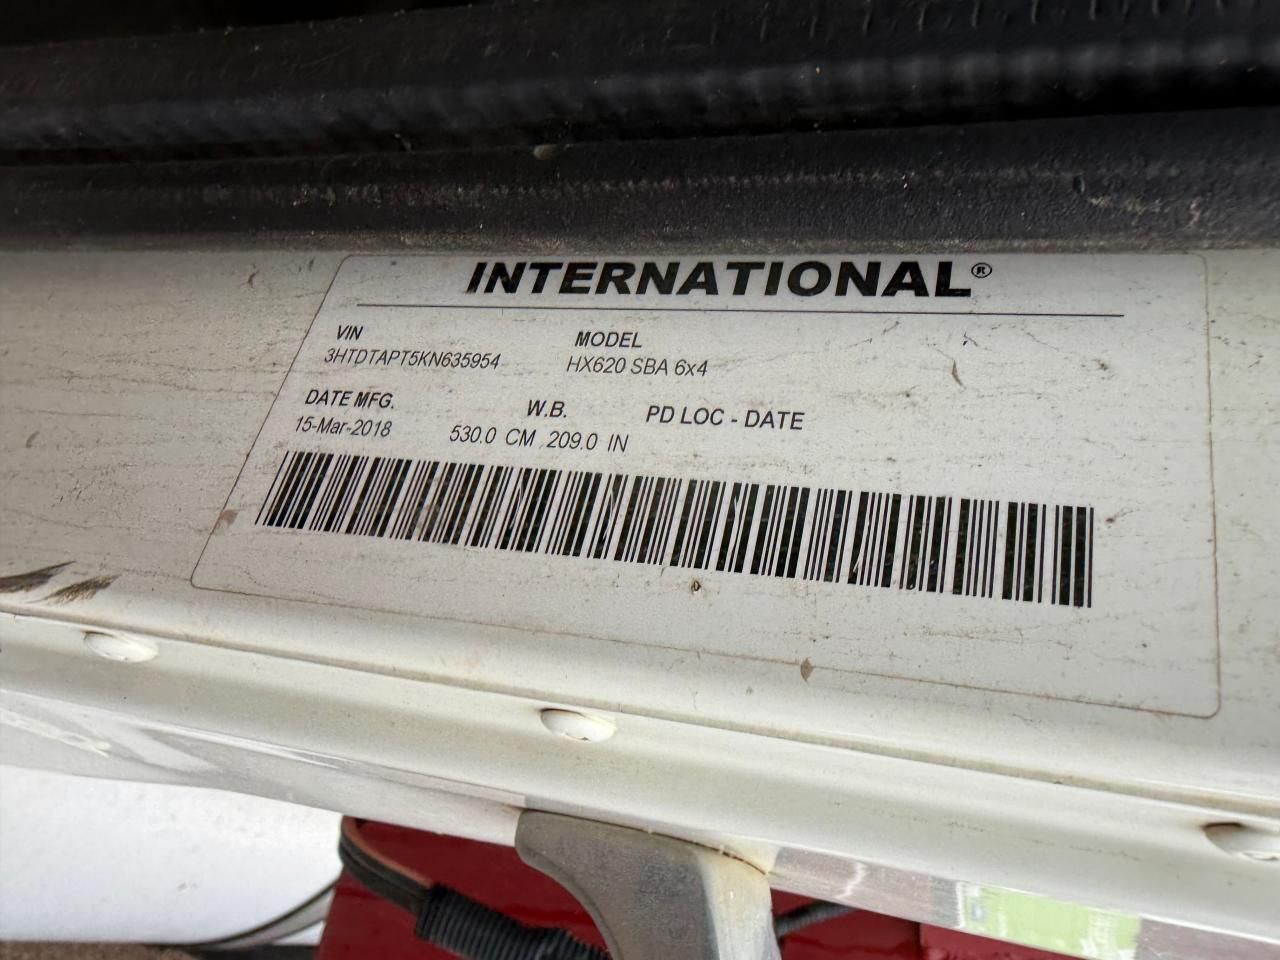 INTERNATIONAL®
VIN MODEL
3HTDTAPT5KN635954 HX620 SBA 6x4
DATE MFG. W.B. PD LOC - DATE
15-Mar-2018 530.0 CM 209.0 IN